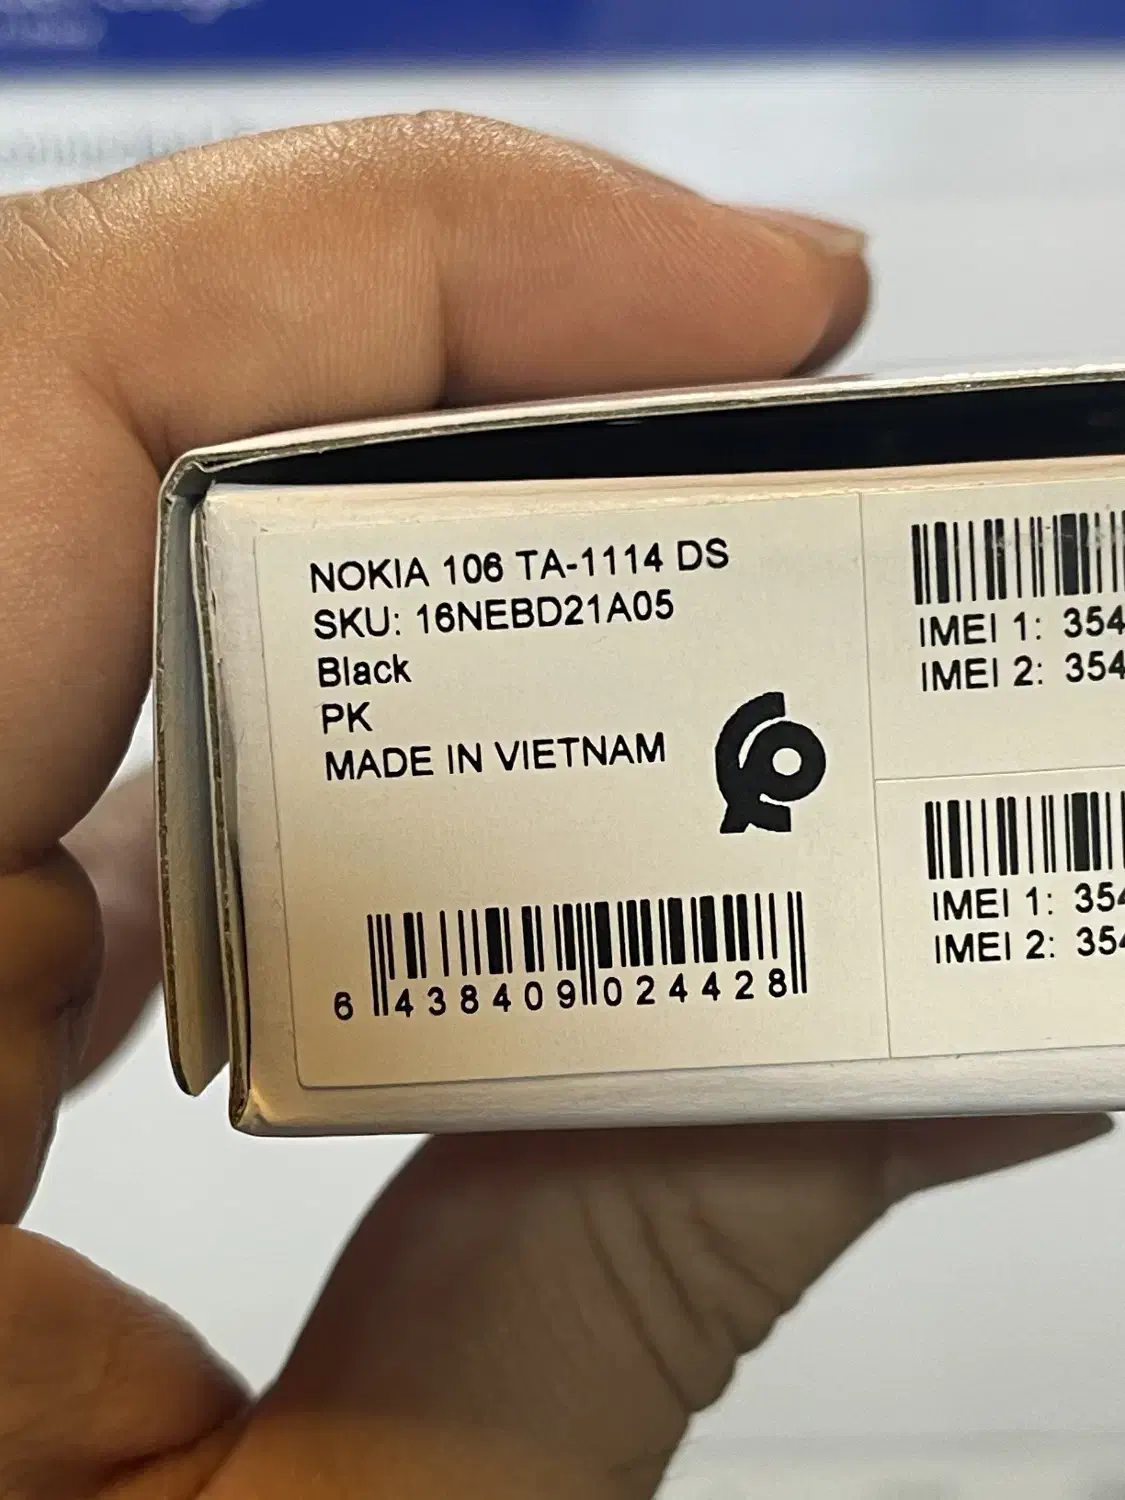 NOKIA 106 TA-1114 DS
SKU: 16NEBD21A05
Black
PK
MADE IN VIETNAM
6 438409 024428
IMEI 1: 354
IMEI 2: 354
IMEI 1: 354
IMEI 2: 354